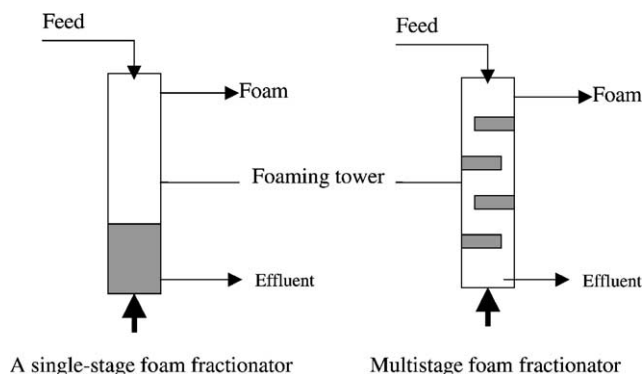 Feed
Foam
Effluent
A single-stage foam fractionator
Foaming tower
Feed
Foam
Effluent
Multistage foam fractionator